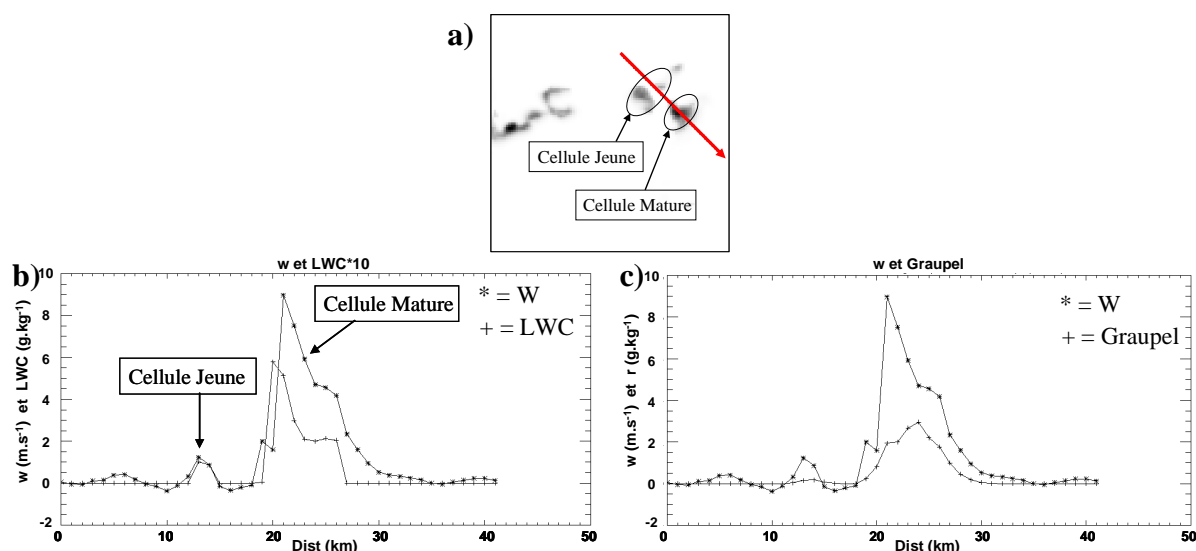 a)
Cellule Jeune
Cellule Mature
b)
w et LWC*10
w (m.s⁻¹) et LWC (g.kg⁻¹)
10
8
6
4
2
0
-2
Cellule Jeune
Cellule Mature
* = W
+ = LWC
0 10 20 30 40 50
Dist (km)
c)
w et Graupel
w (m.s⁻¹) et r (g.kg⁻¹)
10
8
6
4
2
0
-2
* = W
+ = Graupel
0 10 20 30 40 50
Dist (km)